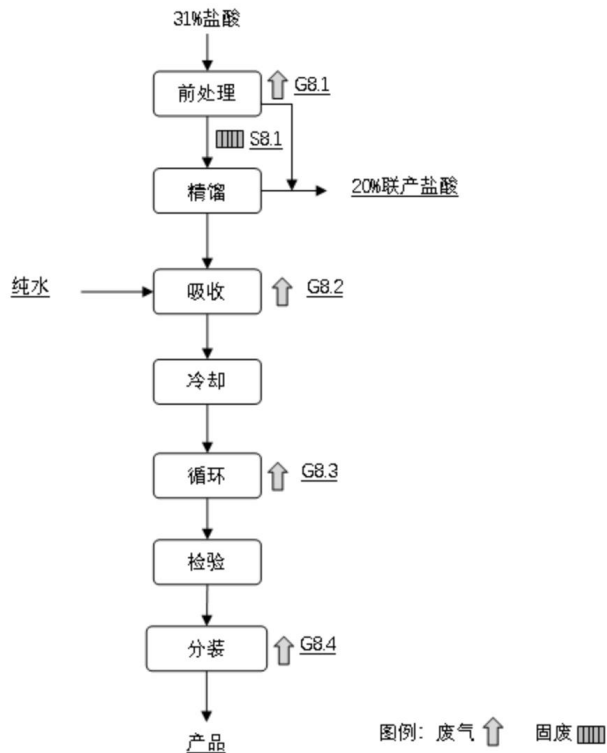 31%盐酸
前处理
G8.1
S8.1
精馏
20%联产盐酸
纯水
吸收
G8.2
冷却
循环
G8.3
检验
分装
G8.4
产品
图例：废气 固废